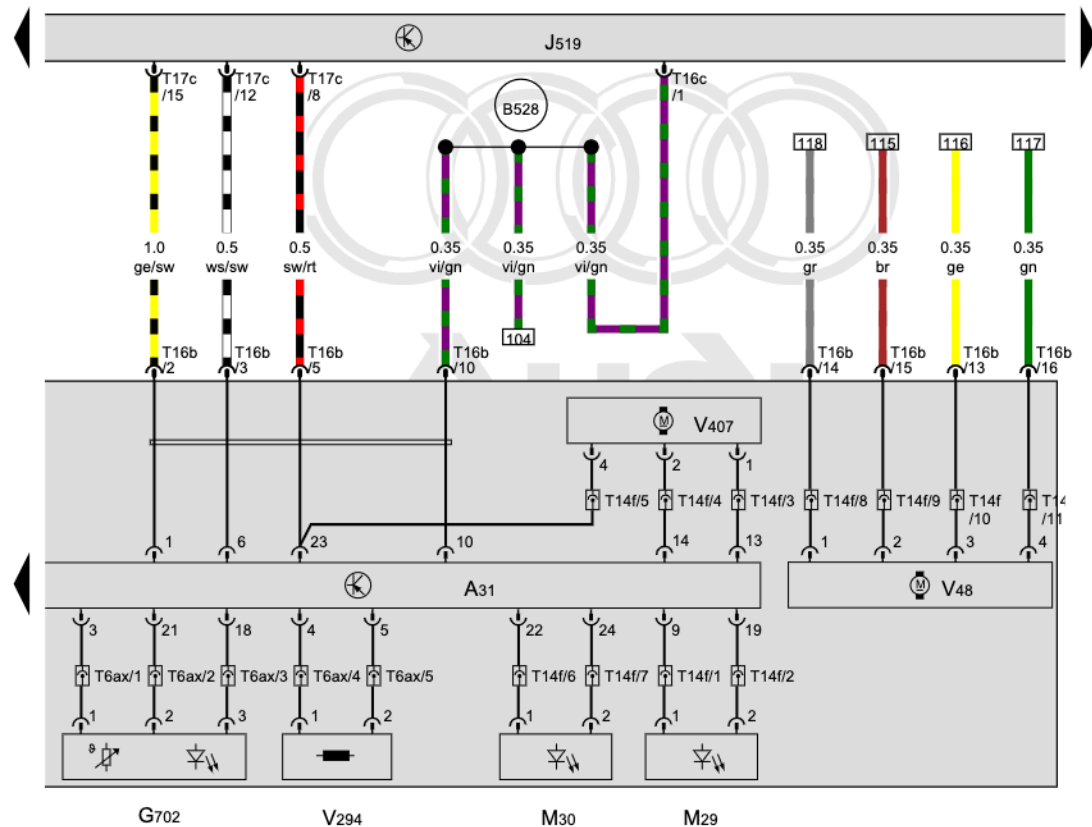 J519
T17c /15
T17c /12
T17c /8
T16c /1
B528
118 115 116 117
1.0 0.5 0.5 0.35 0.35 0.35 0.35 0.35 0.35 0.35
ge/sw ws/sw sw/rt vi/gn vi/gn vi/gn gr br ge gn
104
T16b /2
T16b /3
T16b /5
T16b /10
T16b /14
T16b /15
T16b /13
T16b /16
M V407
4 2 1
T14f/5 T14f/4 T14f/3 T14f/8 T14f/9 T14f /10 T14 /11
1 6 23 10 14 13 1 2 3 4
A31
M V48
3 21 18 4 5 22 24 9 19
T6ax/1 T6ax/2 T6ax/3 T6ax/4 T6ax/5 T14f/6 T14f/7 T14f/1 T14f/2
1 2 3 1 2 1 2 1 2
G702 V294 M30 M29